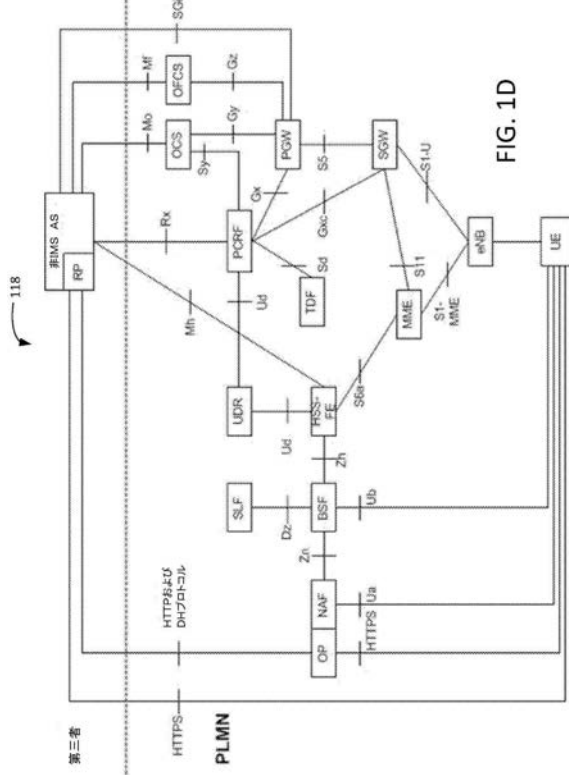 118
第三者
非IMS AS
RP
HTTPS
HTTPおよび
DHプロトコル
Mo
Mf
SGi
PLMN
Rx
Mh
OCS
OFCS
Sy
Gy
Gz
UDR
Ud
PCRF
Gx
PGW
SLF
Sd
TDF
Gxc
S5
Dz
Ud
OP
NAF
Zn
BSF
Zh
HSS-
FE
S6a
MME
S11
SGW
HTTPS
Ua
Ub
S1-
MME
S1-U
eNB
UE
FIG. 1D